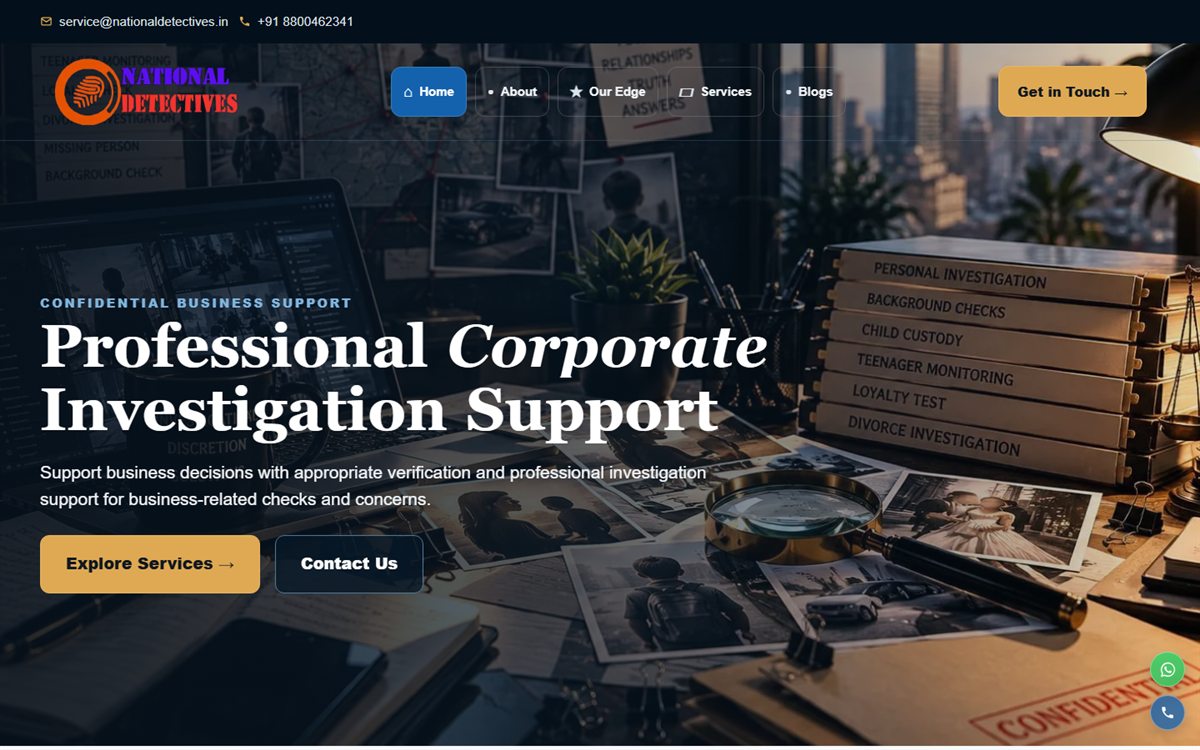 service@nationaldetectives.in
+91 8800462341
TEENAGER MONITORING
RELATIONSHIPS
TRUTH
ANSWERS
NATIONAL
DETECTIVES
Home
About
Our Edge
Services
Blogs
Get in Touch →
MISSING PERSON
BACKGROUND CHECK
PERSONAL INVESTIGATION
BACKGROUND CHECKS
CHILD CUSTODY
TEENAGER MONITORING
LOYALTY TEST
DIVORCE INVESTIGATION
CONFIDENTIAL BUSINESS SUPPORT
Professional Corporate
Investigation Support
DISCRETION
Support business decisions with appropriate verification and professional investigation
support for business-related checks and concerns.
Explore Services →
Contact Us